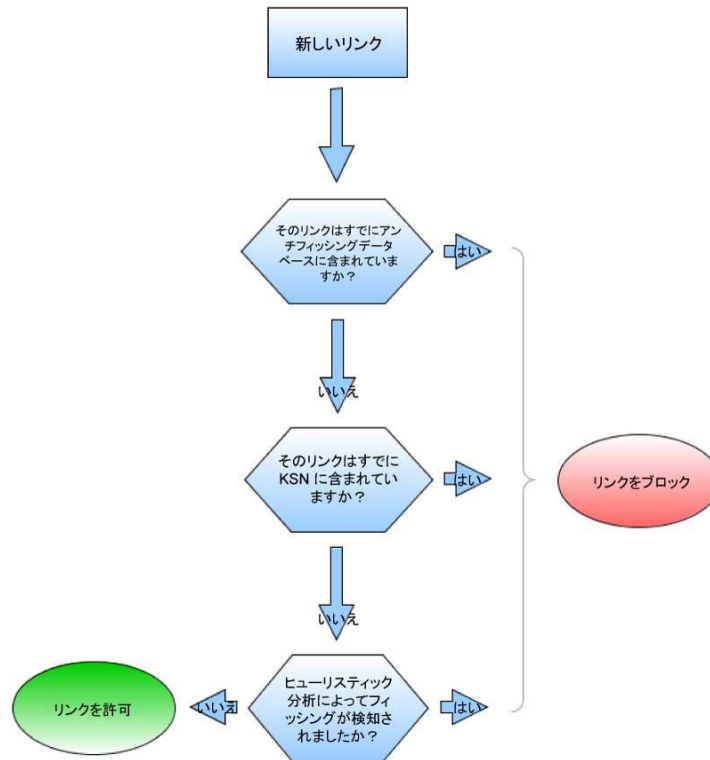 新しいリンク
そのリンクはすでにアン
チフィッシングデータ
ベースに含まれていま
すか？
はい
いいえ
そのリンクはすでに
KSN に含まれてい
ますか？
はい
リンクをブロック
いいえ
ヒューリスティック
分析によってフィ
ッシングが検知さ
れましたか？
はい
いいえ
リンクを許可